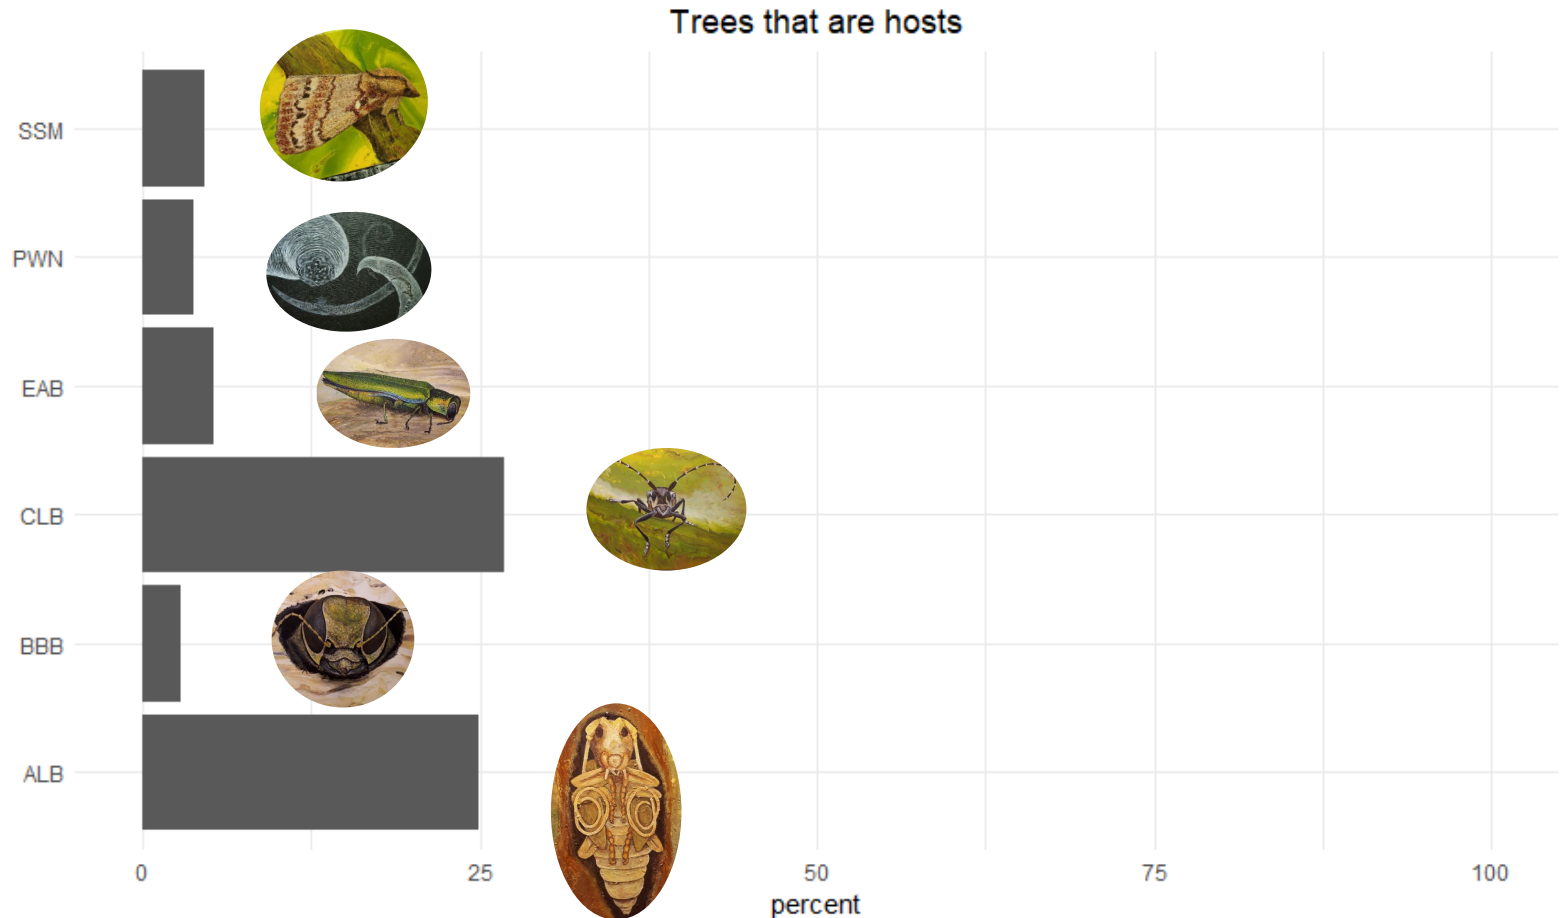 Trees that are hosts
SSM
PWN
EAB
CLB
BBB
ALB
0 25 50 75 100
percent